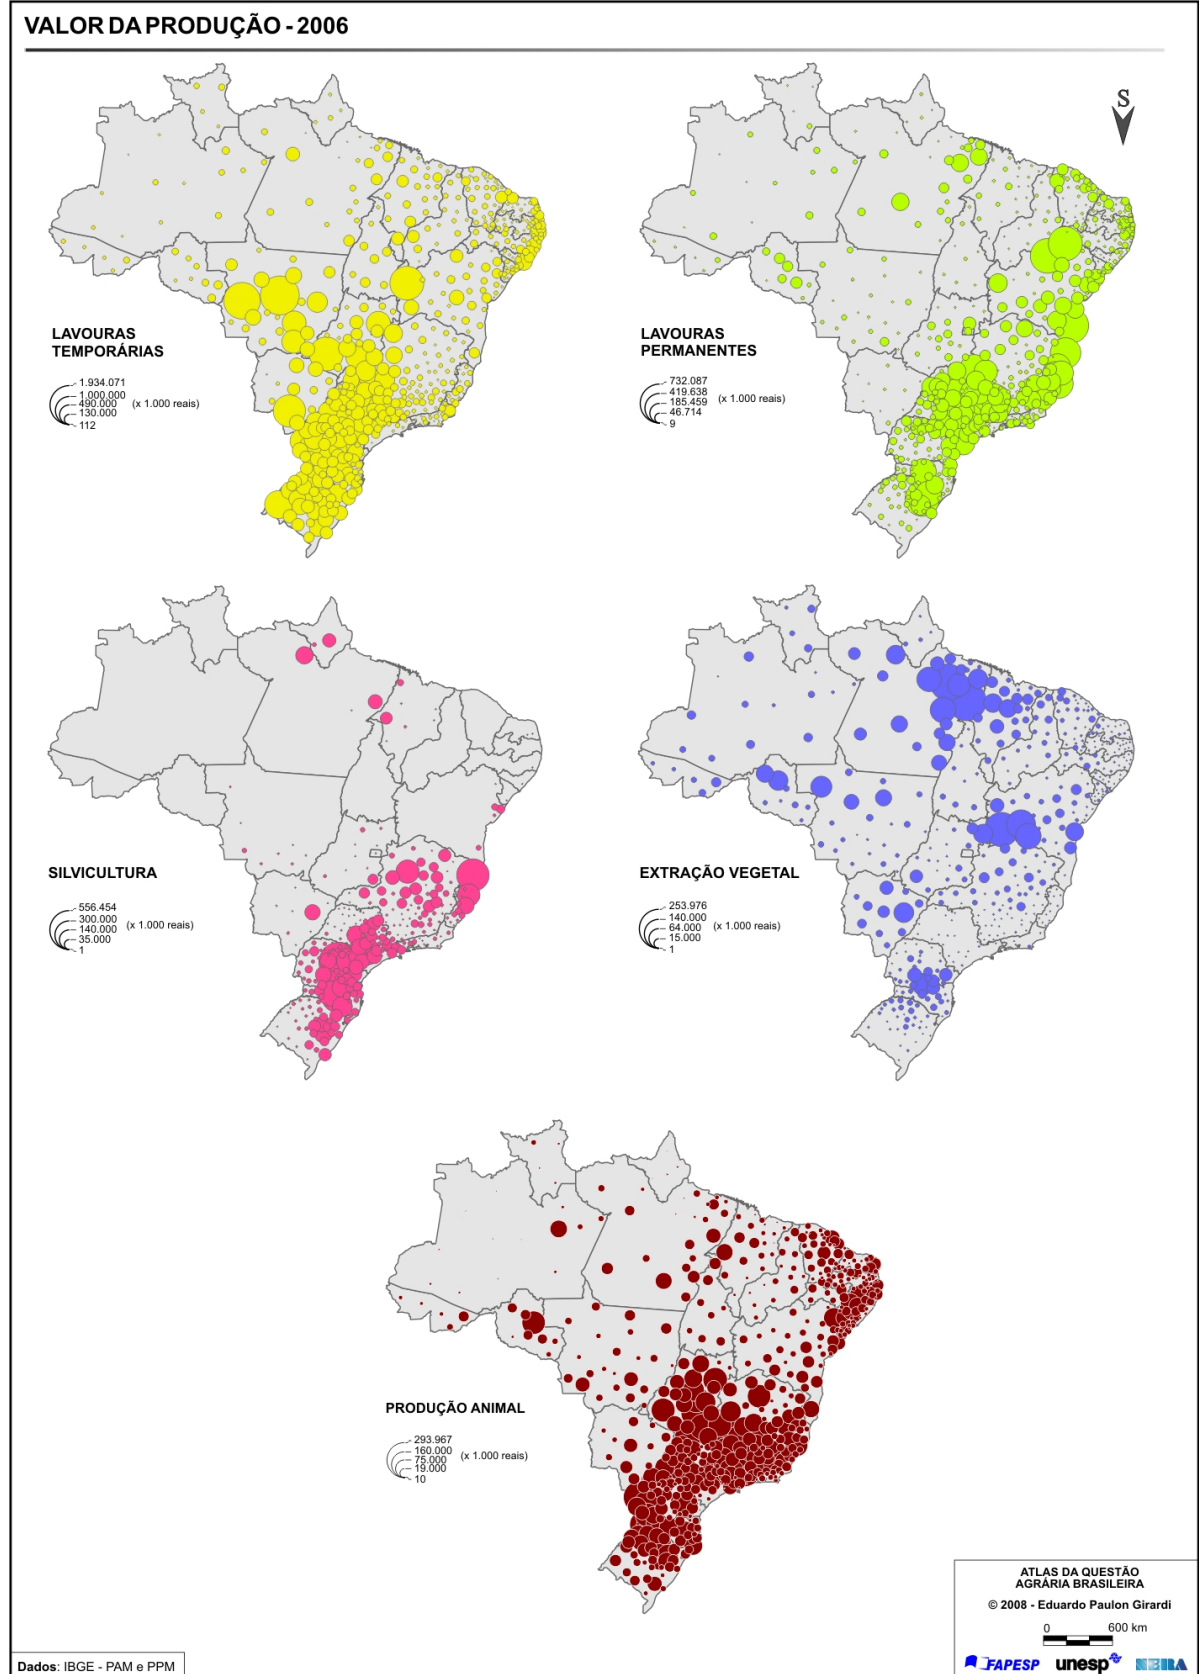 VALOR DA PRODUÇÃO - 2006
S
LAVOURAS
TEMPORÁRIAS
1.934.071
1.000.000
490.000
130.000
112
(x 1.000 reais)
LAVOURAS
PERMANENTES
732.087
419.638
185.459
46.714
9
(x 1.000 reais)
SILVICULTURA
556.454
300.000
140.000
35.000
1
(x 1.000 reais)
EXTRAÇÃO VEGETAL
253.976
140.000
64.000
15.000
1
(x 1.000 reais)
PRODUÇÃO ANIMAL
293.967
160.000
75.000
19.000
10
(x 1.000 reais)
ATLAS DA QUESTÃO
AGRÁRIA BRASILEIRA
© 2008 - Eduardo Paulon Girardi
0 600 km
FAPESP unesp NERA
Dados: IBGE - PAM e PPM